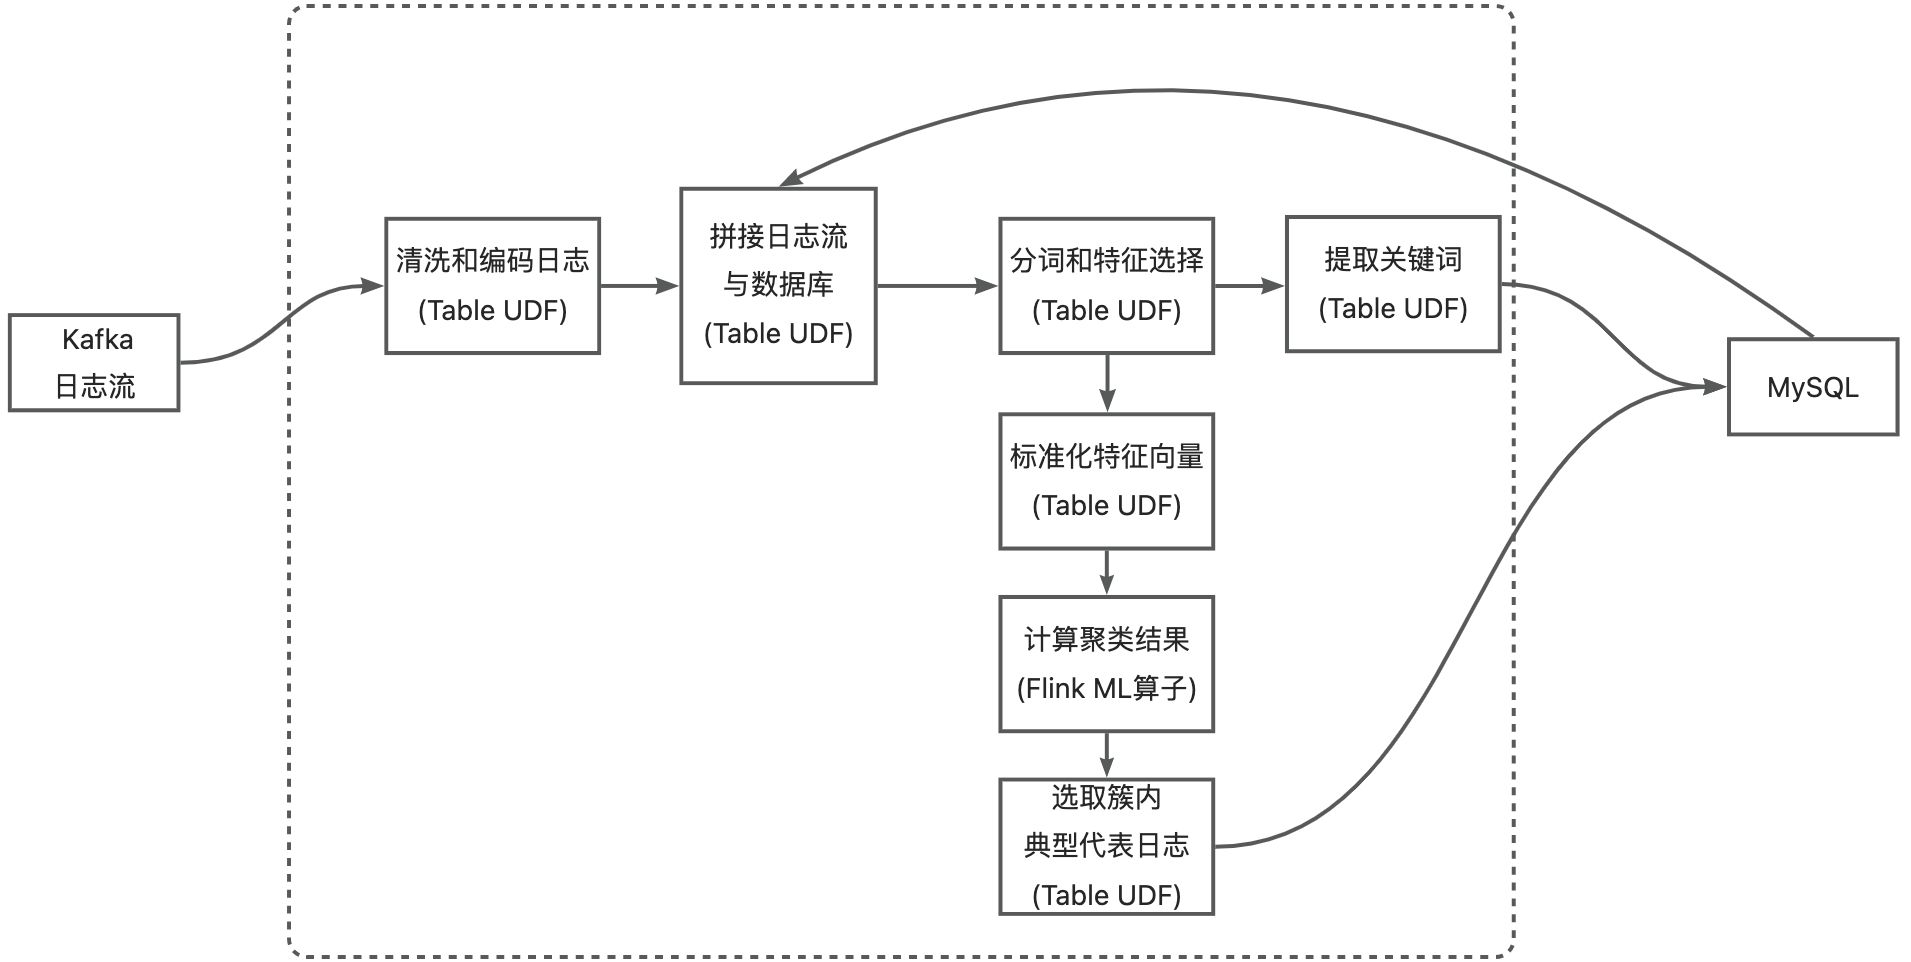 Kafka
日志流
清洗和编码日志
(Table UDF)
拼接日志流
与数据库
(Table UDF)
分词和特征选择
(Table UDF)
提取关键词
(Table UDF)
标准化特征向量
(Table UDF)
计算聚类结果
(Flink ML算子)
选取簇内
典型代表日志
(Table UDF)
MySQL